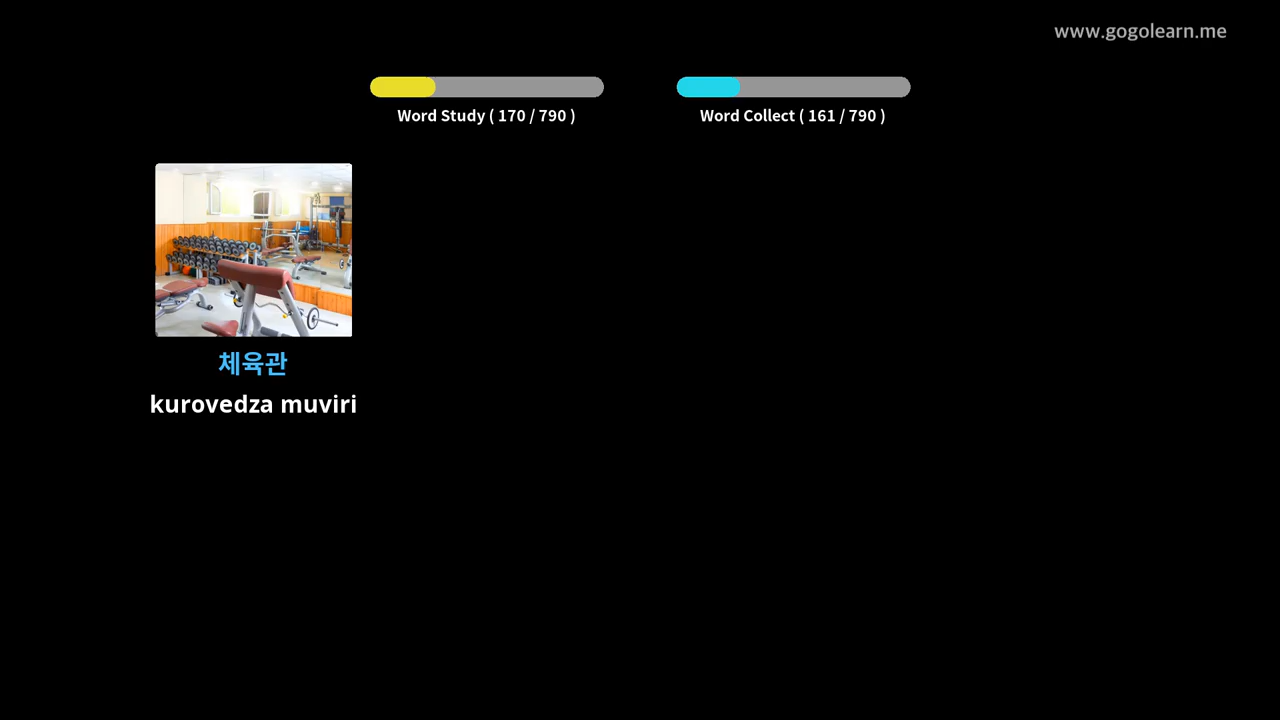 www.gogolearn.me
Word Study ( 170 / 790 )
Word Collect ( 161 / 790 )
체육관
kurovedza muviri